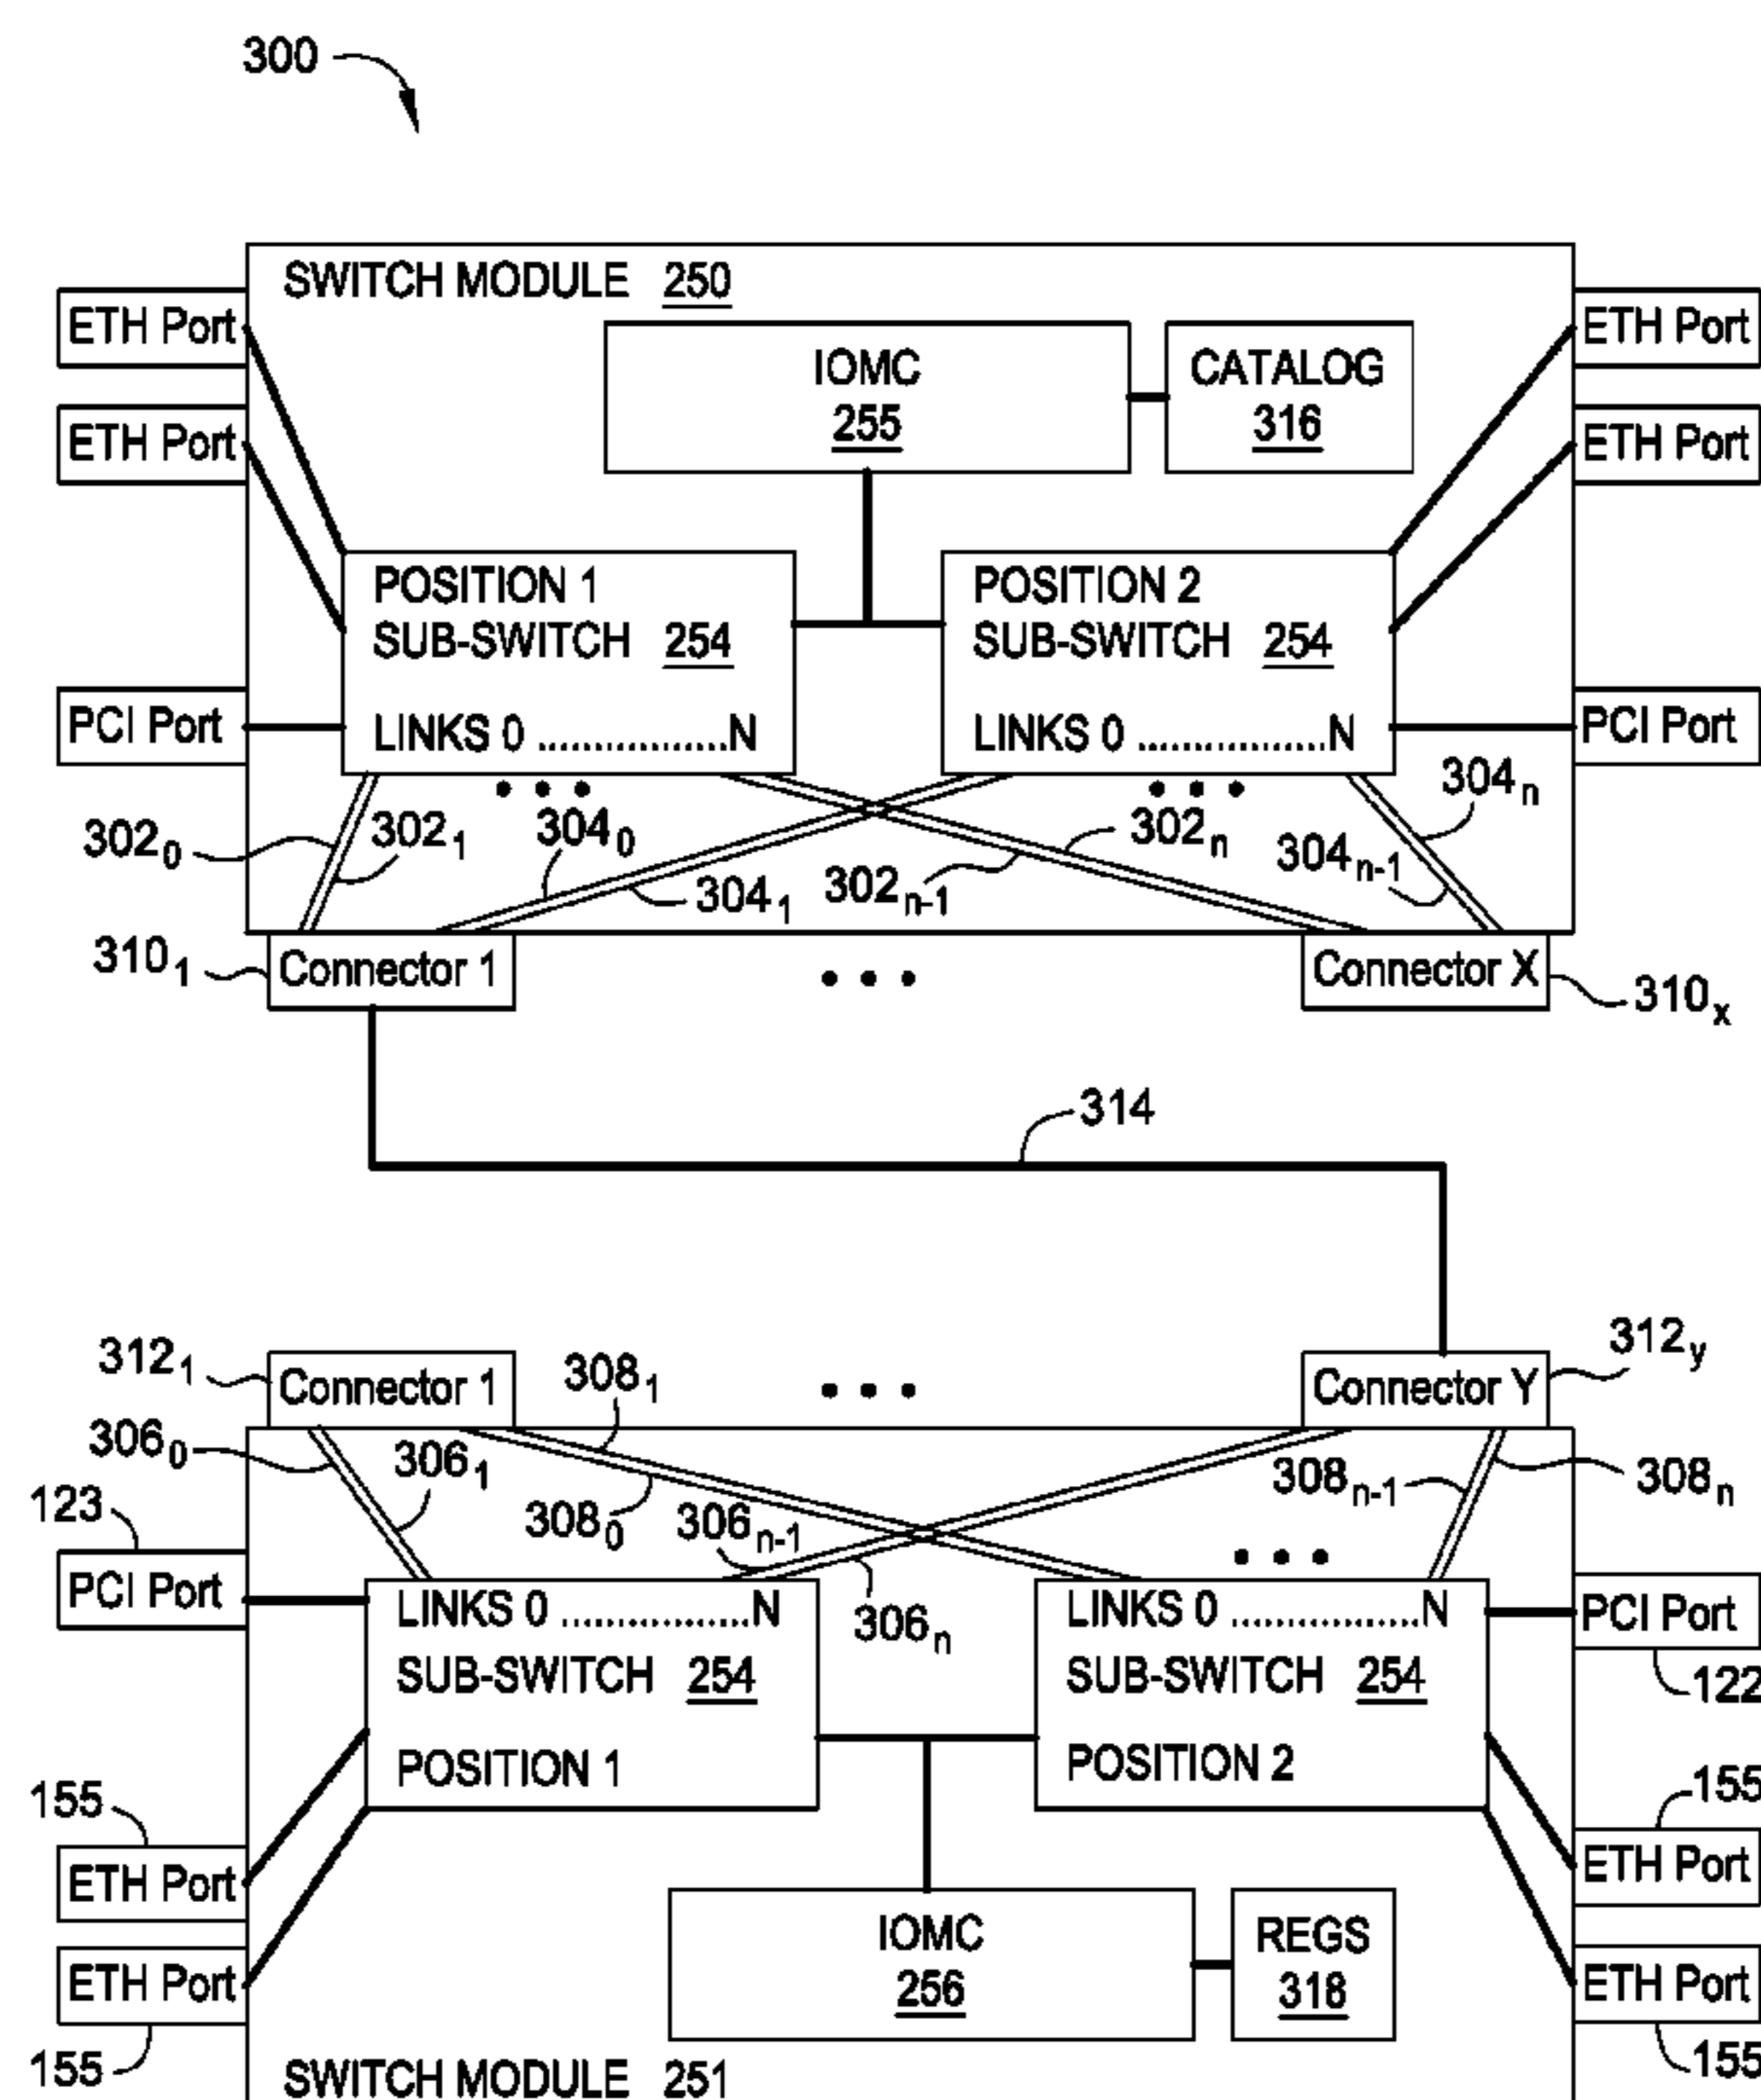 300
SWITCH MODULE 250
ETH Port
ETH Port
IOMC
255
CATALOG
316
ETH Port
ETH Port
POSITION 1
SUB-SWITCH 254
LINKS 0 .................N
POSITION 2
SUB-SWITCH 254
LINKS 0 .................N
PCI Port
PCI Port
302₀
302₁
304₀
304₁
302ₙ₋₁
302ₙ
304ₙ₋₁
304ₙ
310₁
Connector 1
Connector X
310ₓ
314
312₁
Connector 1
308₁
Connector Y
312y
306₀
306₁
308₀
306ₙ₋₁
306ₙ
308ₙ₋₁
308ₙ
123
PCI Port
LINKS 0 .................N
SUB-SWITCH 254
POSITION 1
LINKS 0 .................N
SUB-SWITCH 254
POSITION 2
PCI Port
122
155
ETH Port
155
ETH Port
ETH Port
155
IOMC
256
REGS
318
ETH Port
155
SWITCH MODULE 251